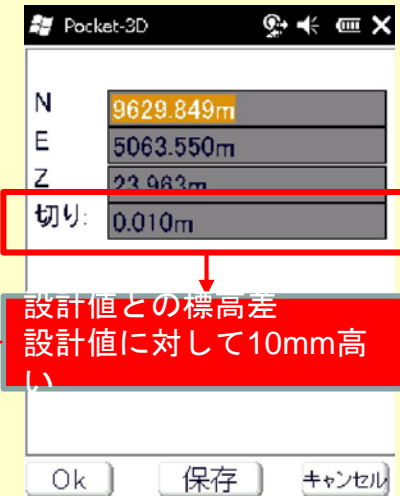 Pocket-3D
N 9629.849m
E 5063.550m
Z 23.963m
切り: 0.010m
設計値との標高差
設計値に対して10mm高
い
Ok 保存 キャンセル